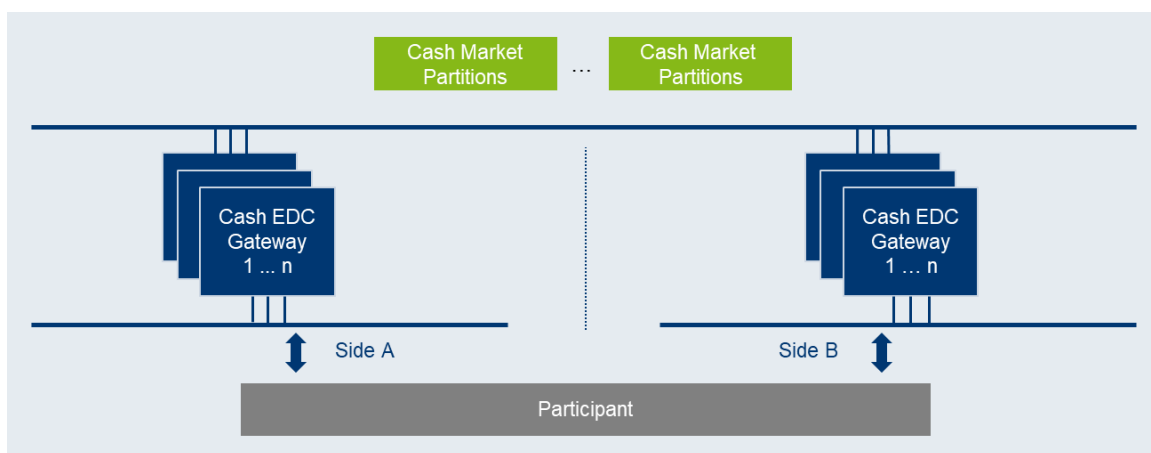 Cash Market
Partitions
...
Cash Market
Partitions
Cash EDC
Gateway
1 ... n
Cash EDC
Gateway
1 … n
Side A
Side B
Participant